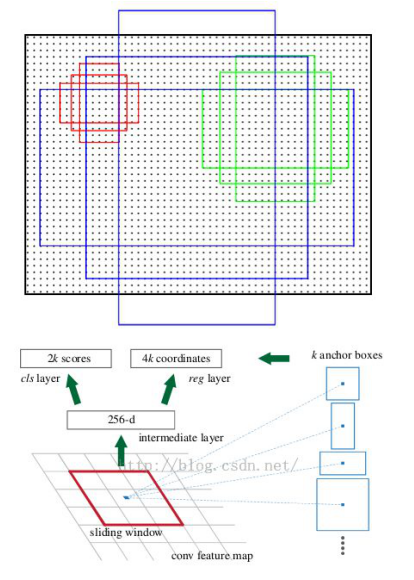 2k scores
4k coordinates
k anchor boxes
cls layer
reg layer
256-d
intermediate layer
http://blog.csdn.net/
sliding window
conv feature map